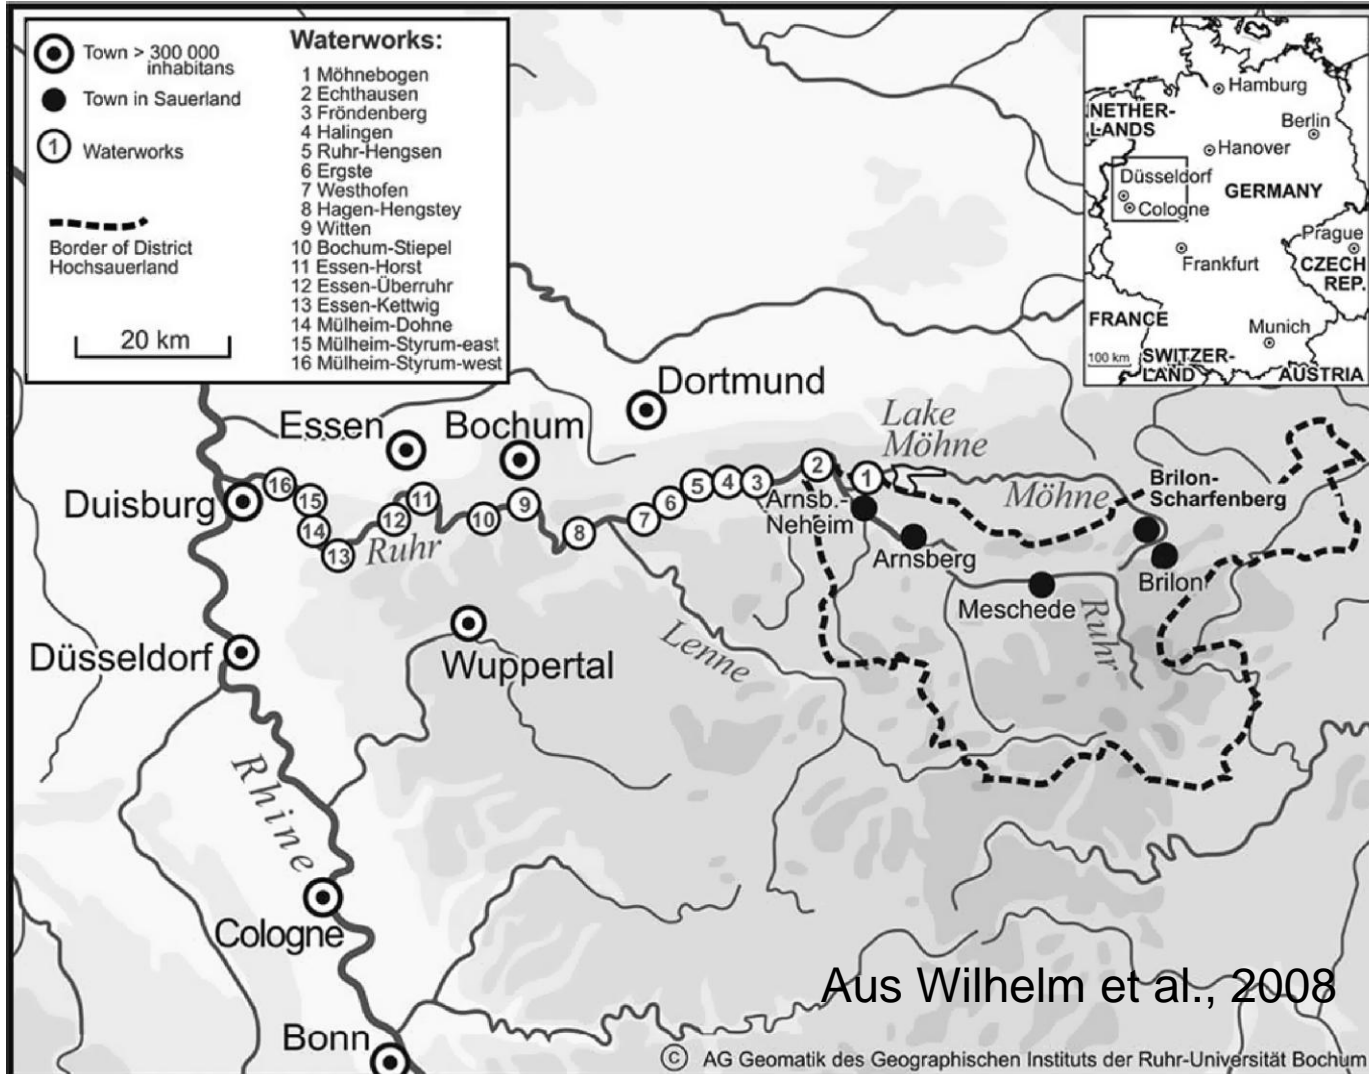 Town > 300 000
inhabitans
Town in Sauerland
1 Waterworks
Border of District
Hochsauerland
20 km
Waterworks:
1 Möhnebogen
2 Echthausen
3 Fröndenberg
4 Halingen
5 Ruhr-Hengsen
6 Ergste
7 Westhofen
8 Hagen-Hengstey
9 Witten
10 Bochum-Stiepel
11 Essen-Horst
12 Essen-Überruhr
13 Essen-Kettwig
14 Mülheim-Dohne
15 Mülheim-Styrum-east
16 Mülheim-Styrum-west
Hamburg
NETHER-
LANDS
Berlin
Hanover
Düsseldorf
GERMANY
Cologne
Prague
Frankfurt
CZECH
REP.
FRANCE
Munich
100 km
SWITZER-
LAND
AUSTRIA
Dortmund
Essen
Bochum
Lake
Möhne
Duisburg
16
15
14
13
12
11
10
9
8
7
6
5
4
3
2
1
Ruhr
Arnsb.-
Neheim
Möhne
Brilon-
Scharfenberg
Arnsberg
Brilon
Meschede
Ruhr
Lenne
Düsseldorf
Wuppertal
Rhine
Cologne
Bonn
Aus Wilhelm et al., 2008
© AG Geomatik des Geographischen Instituts der Ruhr-Universität Bochum